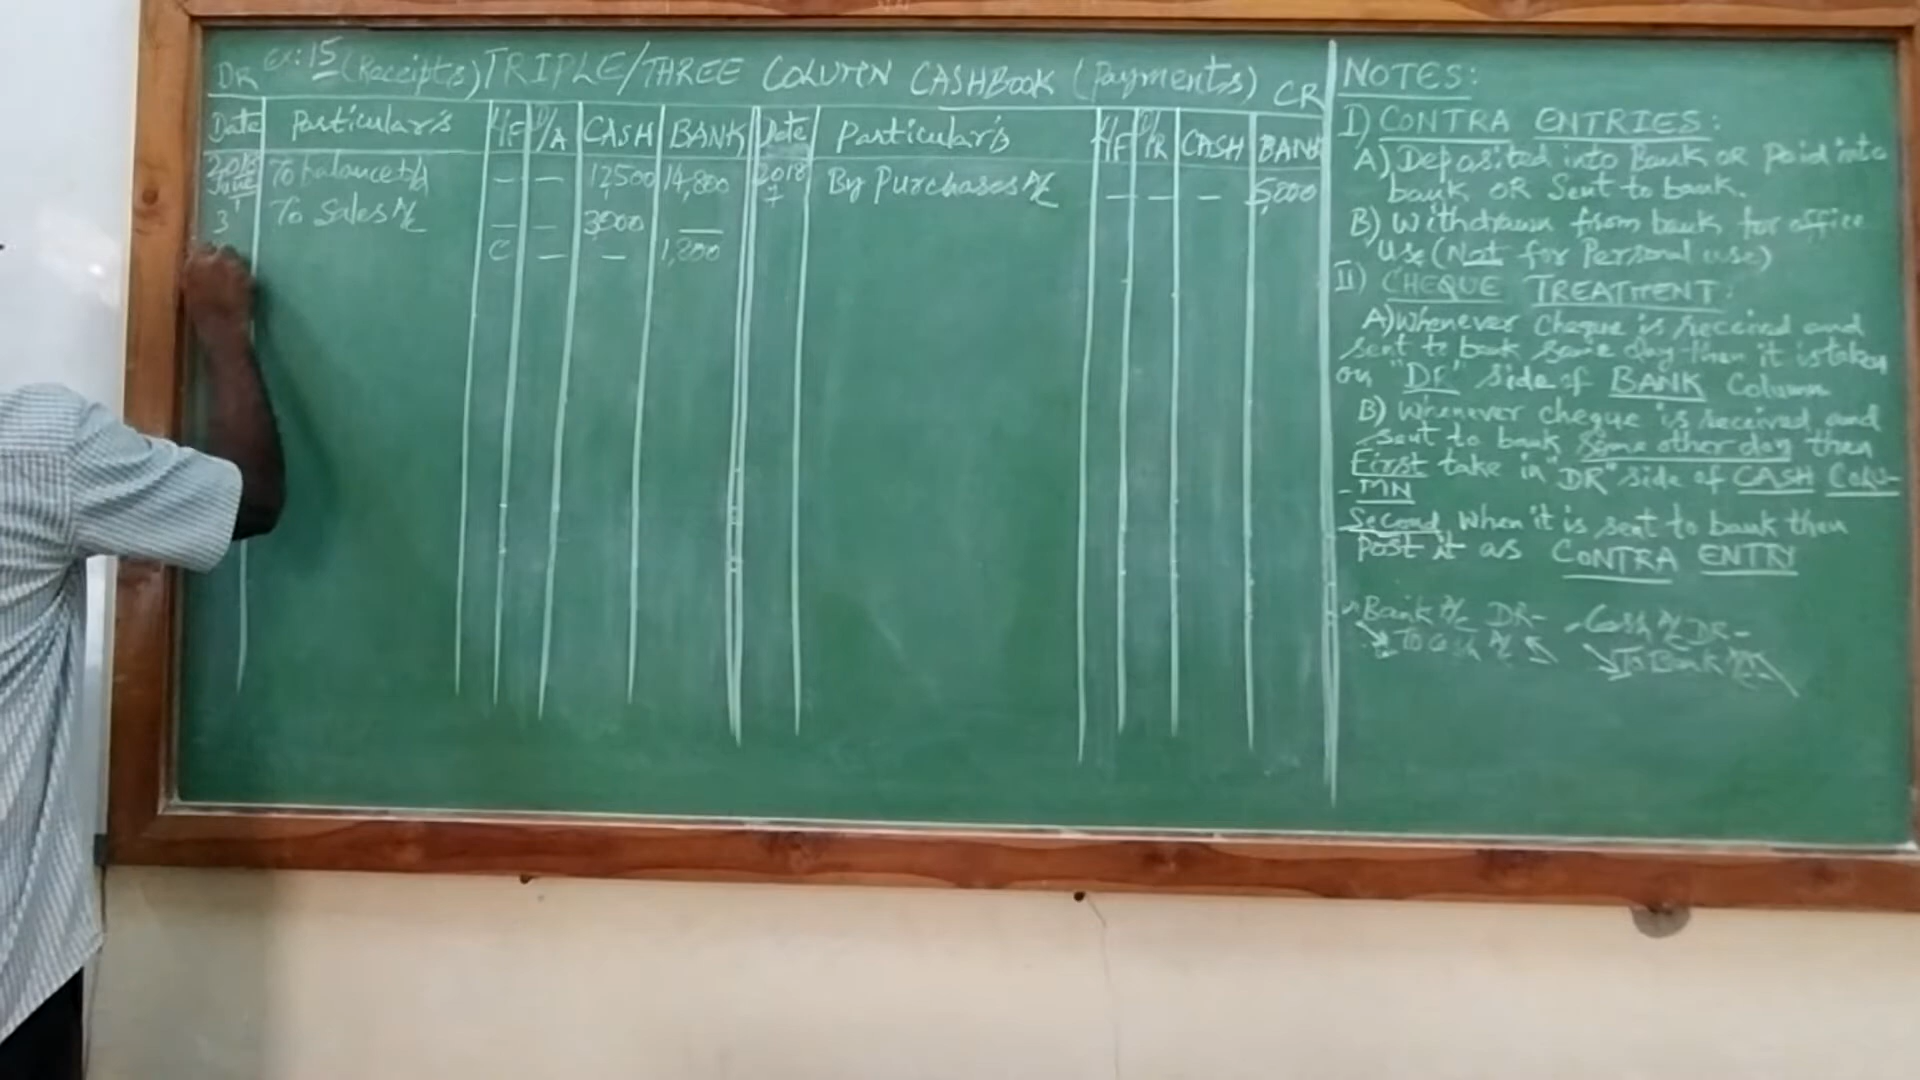 DR ex: 15 (Receipts) TRIPLE/THREE COLUMN CASHBOOK (Payments) CR
Date Particulars L/F D/A CASH BANK Date Particulars L/F D/R CASH BANK
2018 June 1 To balance b/d — — 12,500 14,800 2018 7 By Purchases A/c — — — 5,000
3 To Sales A/c — — 3000 —
C — — 1,800
NOTES:
I) CONTRA ENTRIES:
A) Deposited into Bank OR Paid into
bank OR Sent to bank.
B) Withdrawn from bank for office
Use (Not for Personal use)
II) CHEQUE TREATMENT:
A) Whenever cheque is received and
sent to bank same day then it is taken
on "DR" side of BANK Column
B) Whenever cheque is received and
sent to bank some other day then
First take in "DR" side of CASH COLU-
-MN
Second When it is sent to bank then
Post it as CONTRA ENTRY
Bank A/c DR- Cash A/c DR-
To Cash A/c To Bank A/c